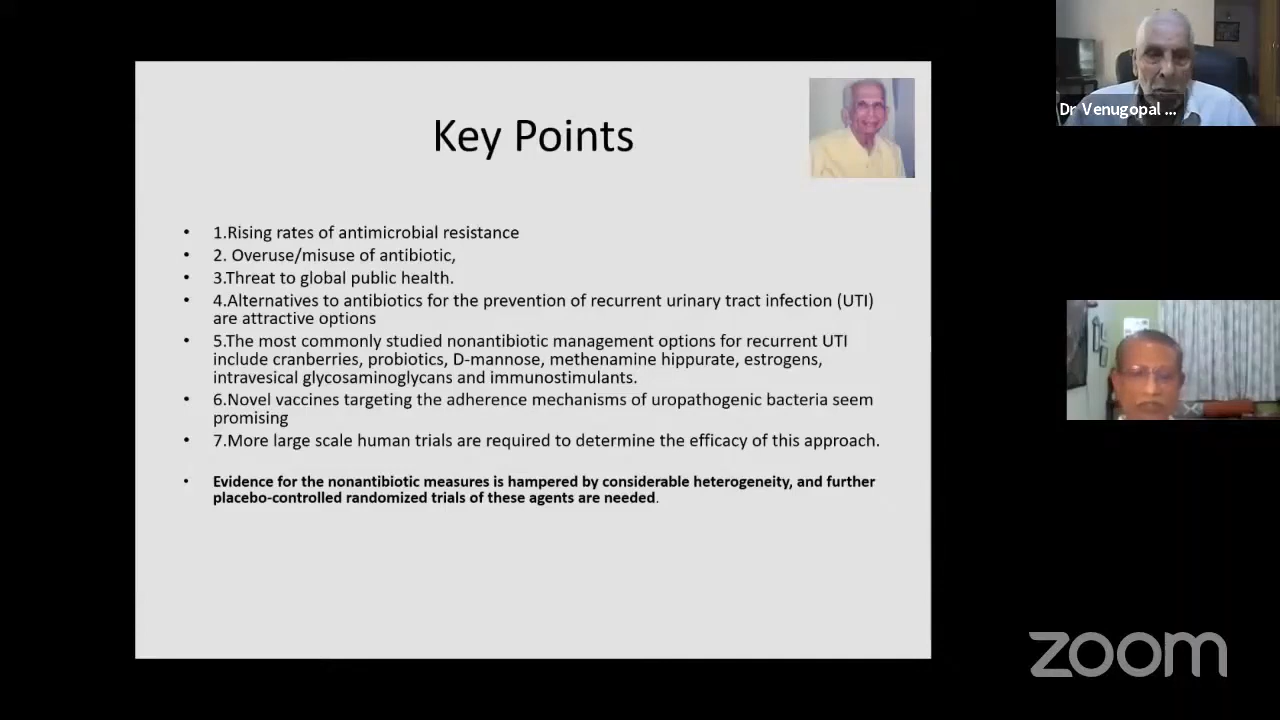 Key Points
• 1.Rising rates of antimicrobial resistance
• 2. Overuse/misuse of antibiotic,
• 3.Threat to global public health.
• 4.Alternatives to antibiotics for the prevention of recurrent urinary tract infection (UTI)
are attractive options
• 5.The most commonly studied nonantibiotic management options for recurrent UTI
include cranberries, probiotics, D-mannose, methenamine hippurate, estrogens,
intravesical glycosaminoglycans and immunostimulants.
• 6.Novel vaccines targeting the adherence mechanisms of uropathogenic bacteria seem
promising
• 7.More large scale human trials are required to determine the efficacy of this approach.
• Evidence for the nonantibiotic measures is hampered by considerable heterogeneity, and further
placebo-controlled randomized trials of these agents are needed.
Dr Venugopal ...
zoom